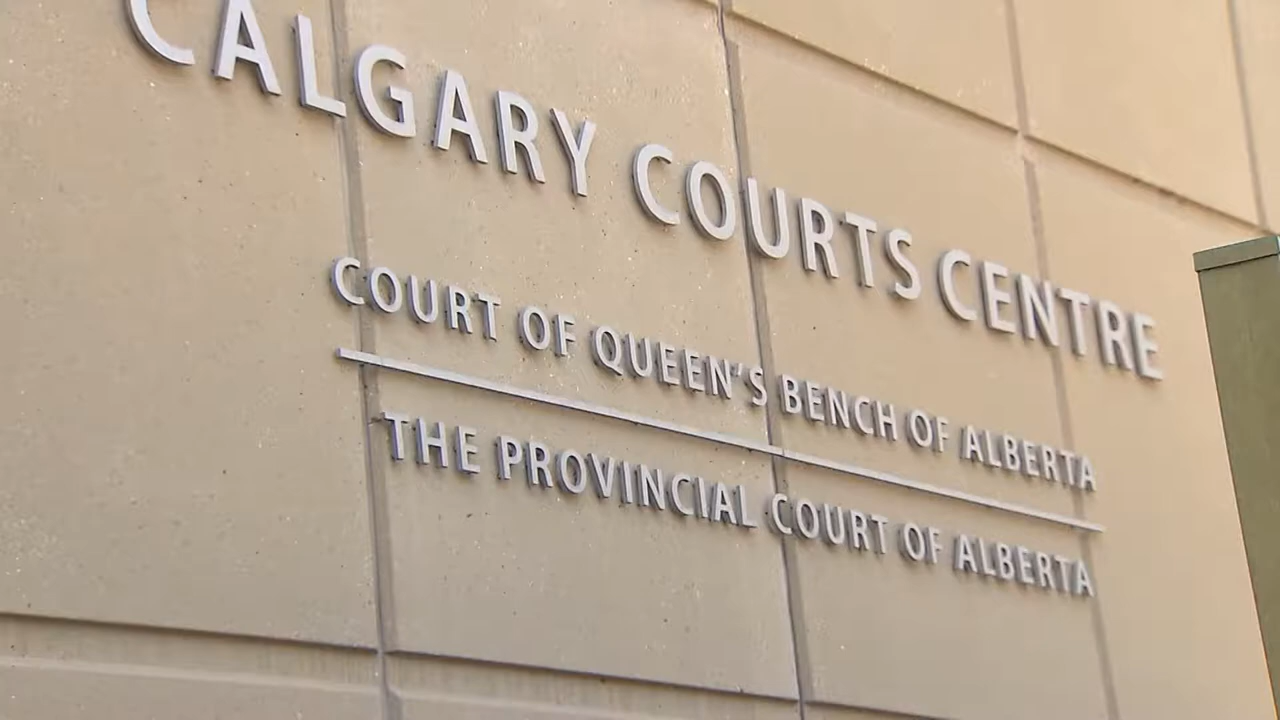 CALGARY COURTS CENTRE
COURT OF QUEEN'S BENCH OF ALBERTA
THE PROVINCIAL COURT OF ALBERTA